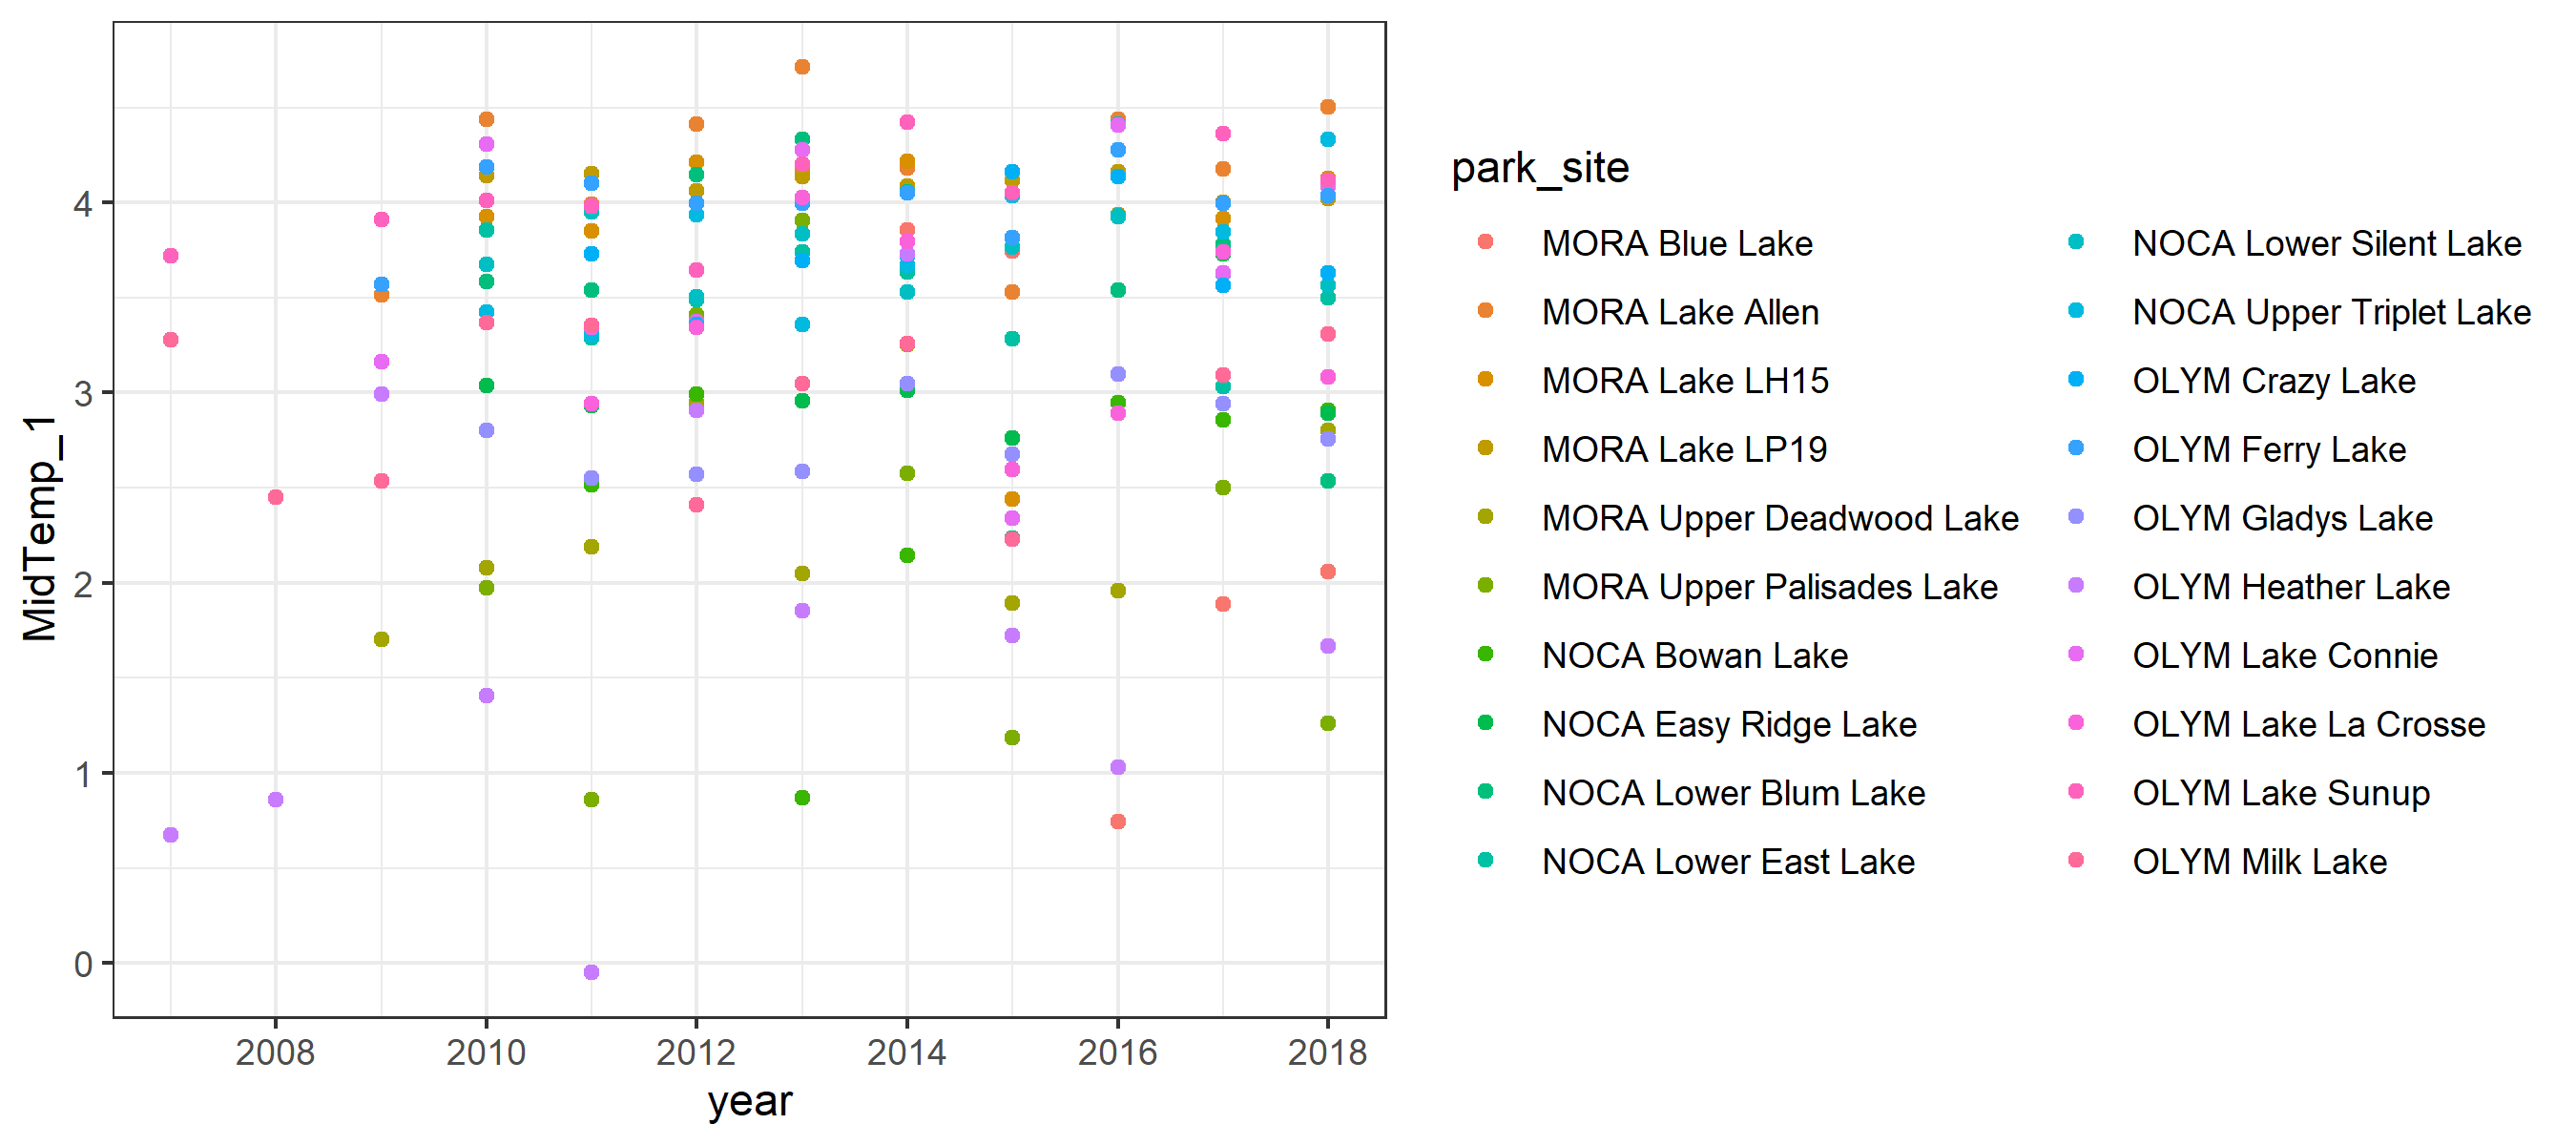 MidTemp_1
4
3
2
1
0
2008 2010 2012 2014 2016 2018
year
park_site
MORA Blue Lake
MORA Lake Allen
MORA Lake LH15
MORA Lake LP19
MORA Upper Deadwood Lake
MORA Upper Palisades Lake
NOCA Bowan Lake
NOCA Easy Ridge Lake
NOCA Lower Blum Lake
NOCA Lower East Lake
NOCA Lower Silent Lake
NOCA Upper Triplet Lake
OLYM Crazy Lake
OLYM Ferry Lake
OLYM Gladys Lake
OLYM Heather Lake
OLYM Lake Connie
OLYM Lake La Crosse
OLYM Lake Sunup
OLYM Milk Lake